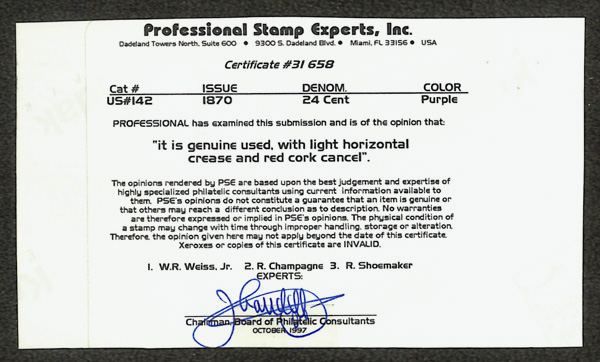 Professional Stamp Experts, Inc.
Dadeland Towers North, Suite 600 • 9300 S. Dadeland Blvd. • Miami, FL 33156 • USA
Certificate #31 658
Cat # ISSUE DENOM. COLOR
US#142 1870 24 Cent Purple
PROFESSIONAL has examined this submission and is of the opinion that:
"it is genuine used, with light horizontal
crease and red cork cancel".
The opinions rendered by PSE are based upon the best judgement and expertise of
highly specialized philatelic consultants using current information available to
them. PSE's opinions do not constitute a guarantee that an item is genuine or
that others may reach a different conclusion as to description. No warranties
are therefore expressed or implied in PSE's opinions. The physical condition of
a stamp may change with time through improper handling, storage or alteration.
Therefore, the opinion given here may not apply beyond the date of this certificate.
Xeroxes or copies of this certificate are INVALID.
1. W.R. Weiss, Jr. 2. R. Champagne 3. R. Shoemaker
EXPERTS:
Chairman, Board of Philatelic Consultants
OCTOBER 1997